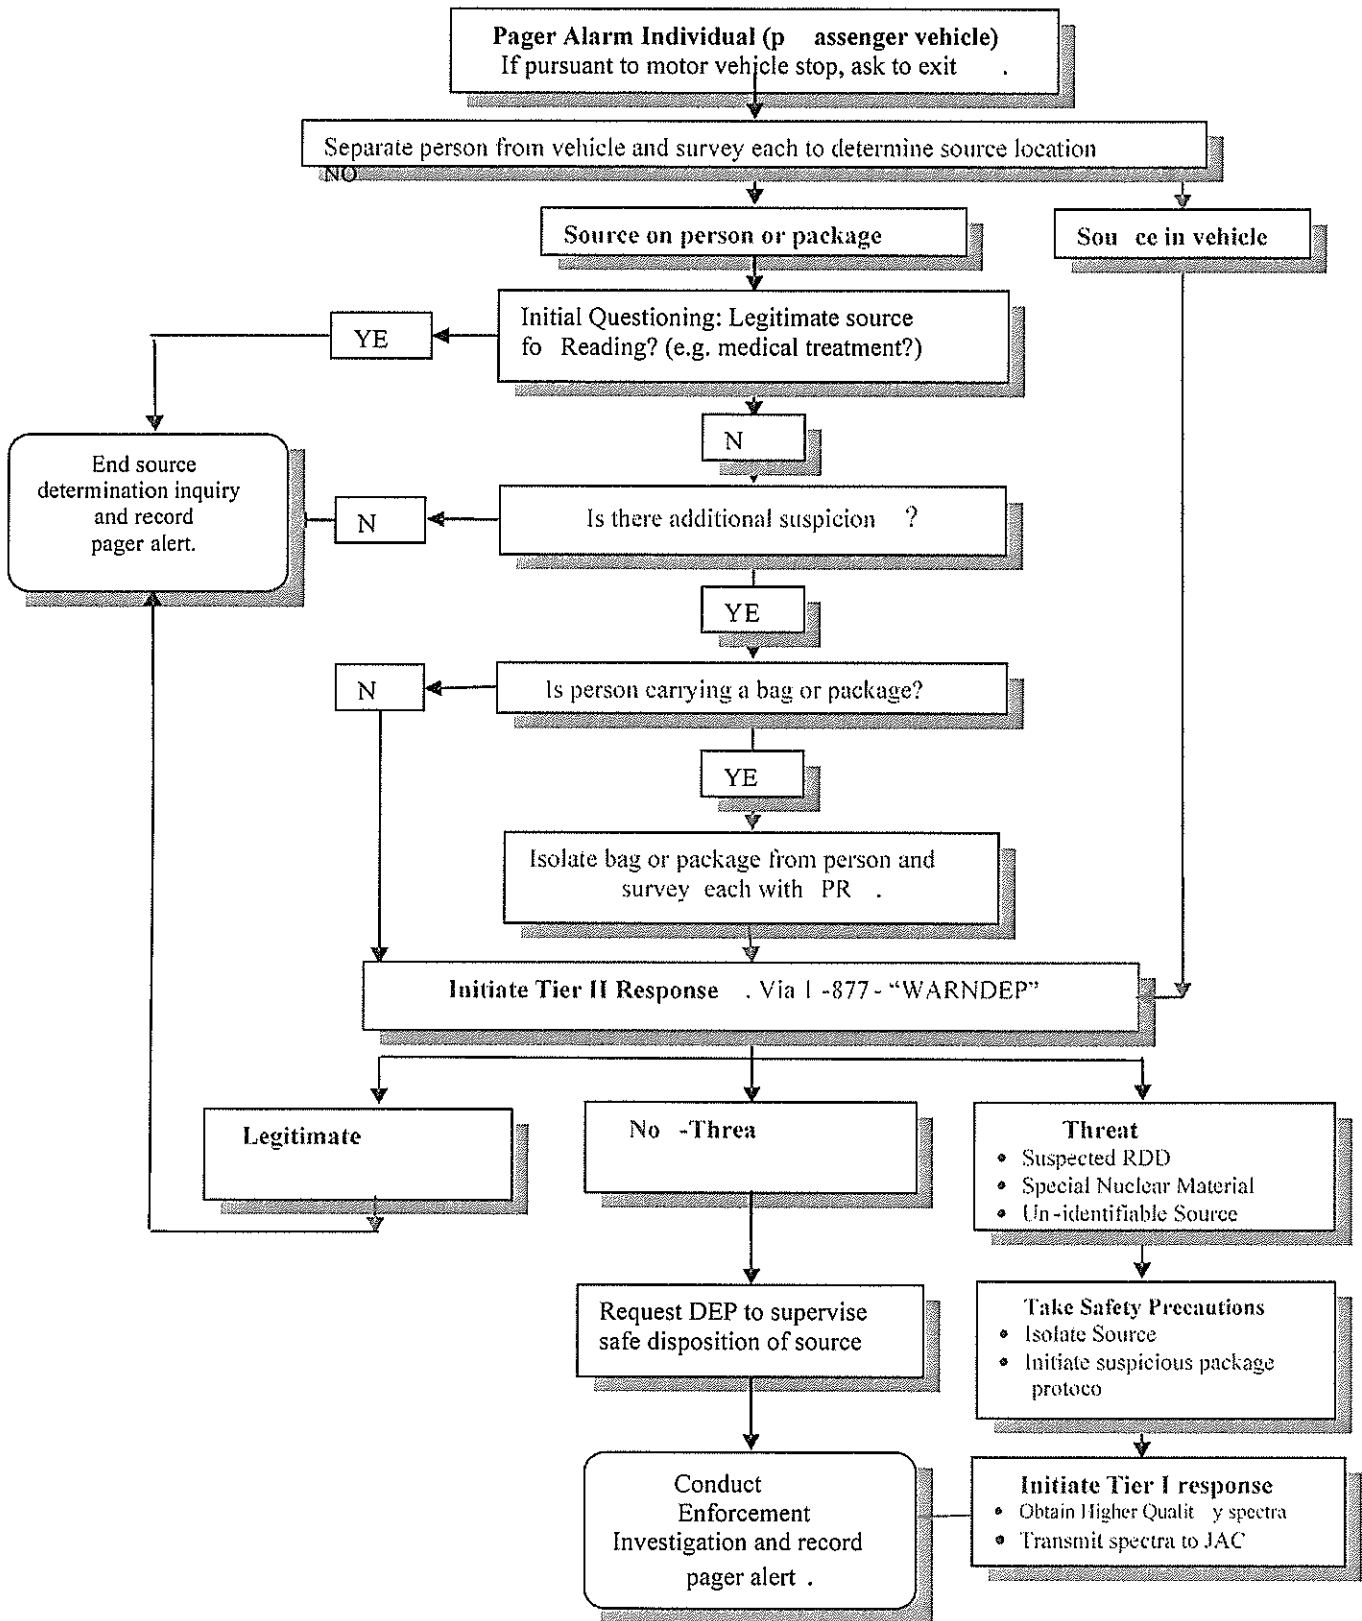 Pager Alarm Individual (p assenger vehicle)
If pursuant to motor vehicle stop, ask to exit .
Separate person from vehicle and survey each to determine source location
NO
Source on person or package
Sou ce in vehicle
Initial Questioning: Legitimate source
fo Reading? (e.g. medical treatment?)
YE
N
End source
determination inquiry
and record
pager alert.
N
Is there additional suspicion ?
YE
N
Is person carrying a bag or package?
YE
Isolate bag or package from person and
survey each with PR .
Initiate Tier II Response . Via 1 -877- “WARNDEP”
Legitimate
No -Threa
Threat
• Suspected RDD
• Special Nuclear Material
• Un -identifiable Source
Request DEP to supervise
safe disposition of source
Take Safety Precautions
• Isolate Source
• Initiate suspicious package
protoco
Conduct
Enforcement
Investigation and record
pager alert .
Initiate Tier I response
• Obtain Higher Qualit y spectra
• Transmit spectra to JAC